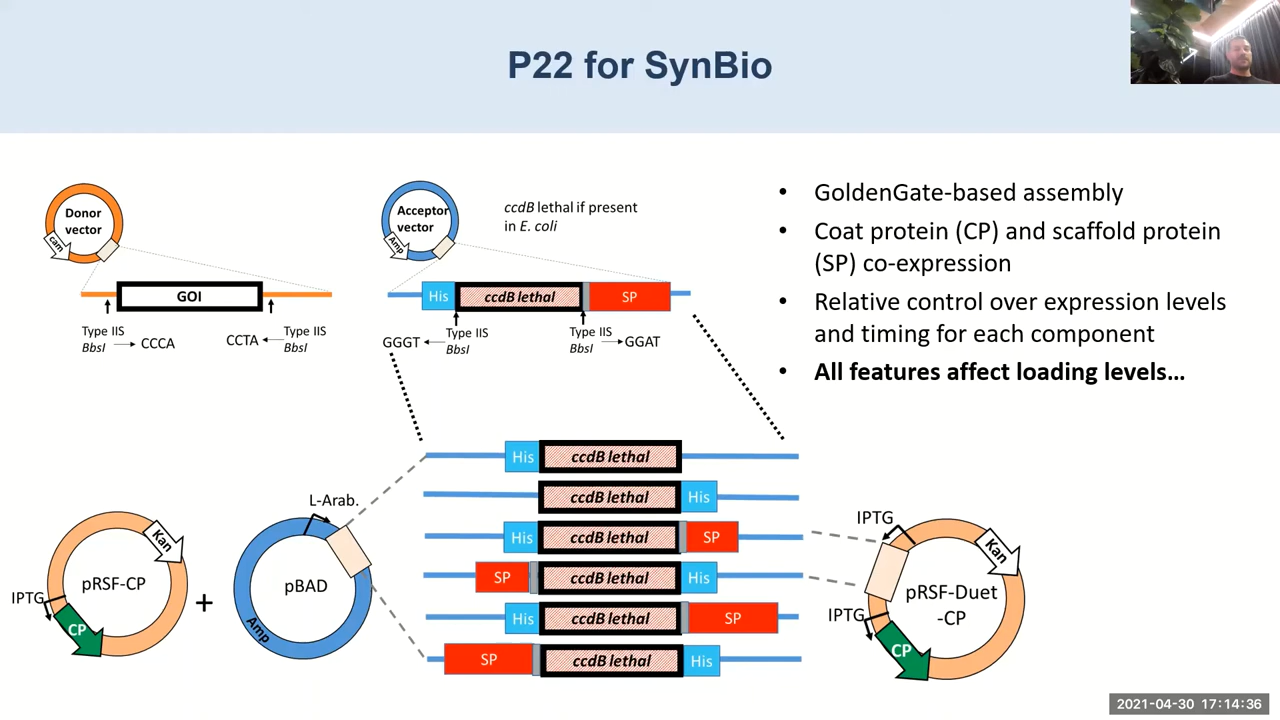 P22 for SynBio
Donor
vector
cam
Acceptor
vector
Amp
ccdB lethal if present
in E. coli
GOI
His
ccdB lethal
SP
Type IIS
BbsI
CCCA
CCTA
Type IIS
BbsI
GGGT
Type IIS
BbsI
Type IIS
BbsI
GGAT
• GoldenGate-based assembly
• Coat protein (CP) and scaffold protein
(SP) co-expression
• Relative control over expression levels
and timing for each component
• All features affect loading levels…
His ccdB lethal
ccdB lethal His
His ccdB lethal SP
SP ccdB lethal His
His ccdB lethal SP
SP ccdB lethal His
Kan
pRSF-CP
IPTG
CP
+
L-Arab.
pBAD
Amp
IPTG
Kan
pRSF-Duet
-CP
IPTG
CP
2021-04-30 17:14:36